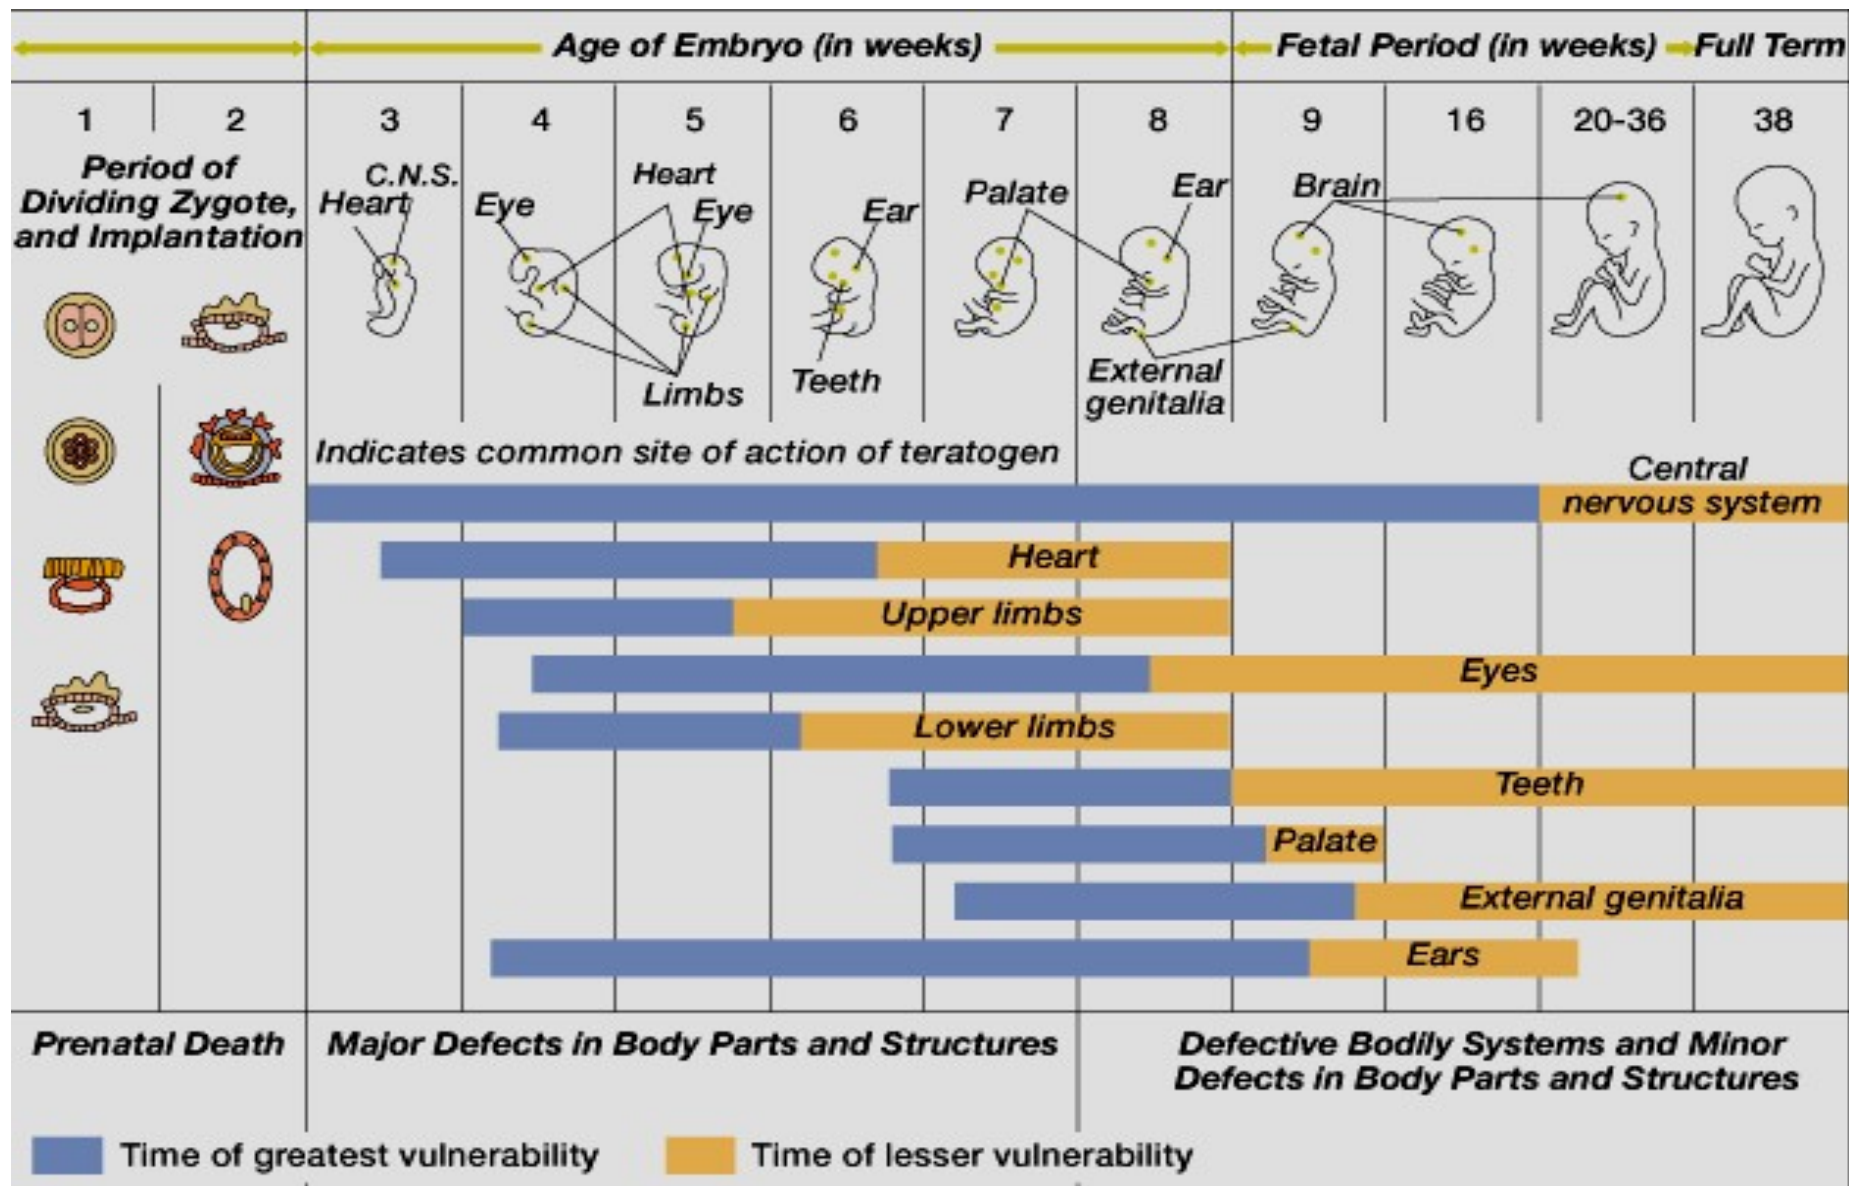 Age of Embryo (in weeks)
Fetal Period (in weeks)
Full Term
1
2
3
4
5
6
7
8
9
16
20-36
38
Period of
Dividing Zygote,
and Implantation
C.N.S.
Heart
Eye
Heart
Eye
Limbs
Ear
Teeth
Palate
Ear
External
genitalia
Brain
Indicates common site of action of teratogen
Central
nervous system
Heart
Upper limbs
Eyes
Lower limbs
Teeth
Palate
External genitalia
Ears
Prenatal Death
Major Defects in Body Parts and Structures
Defective Bodily Systems and Minor
Defects in Body Parts and Structures
Time of greatest vulnerability
Time of lesser vulnerability